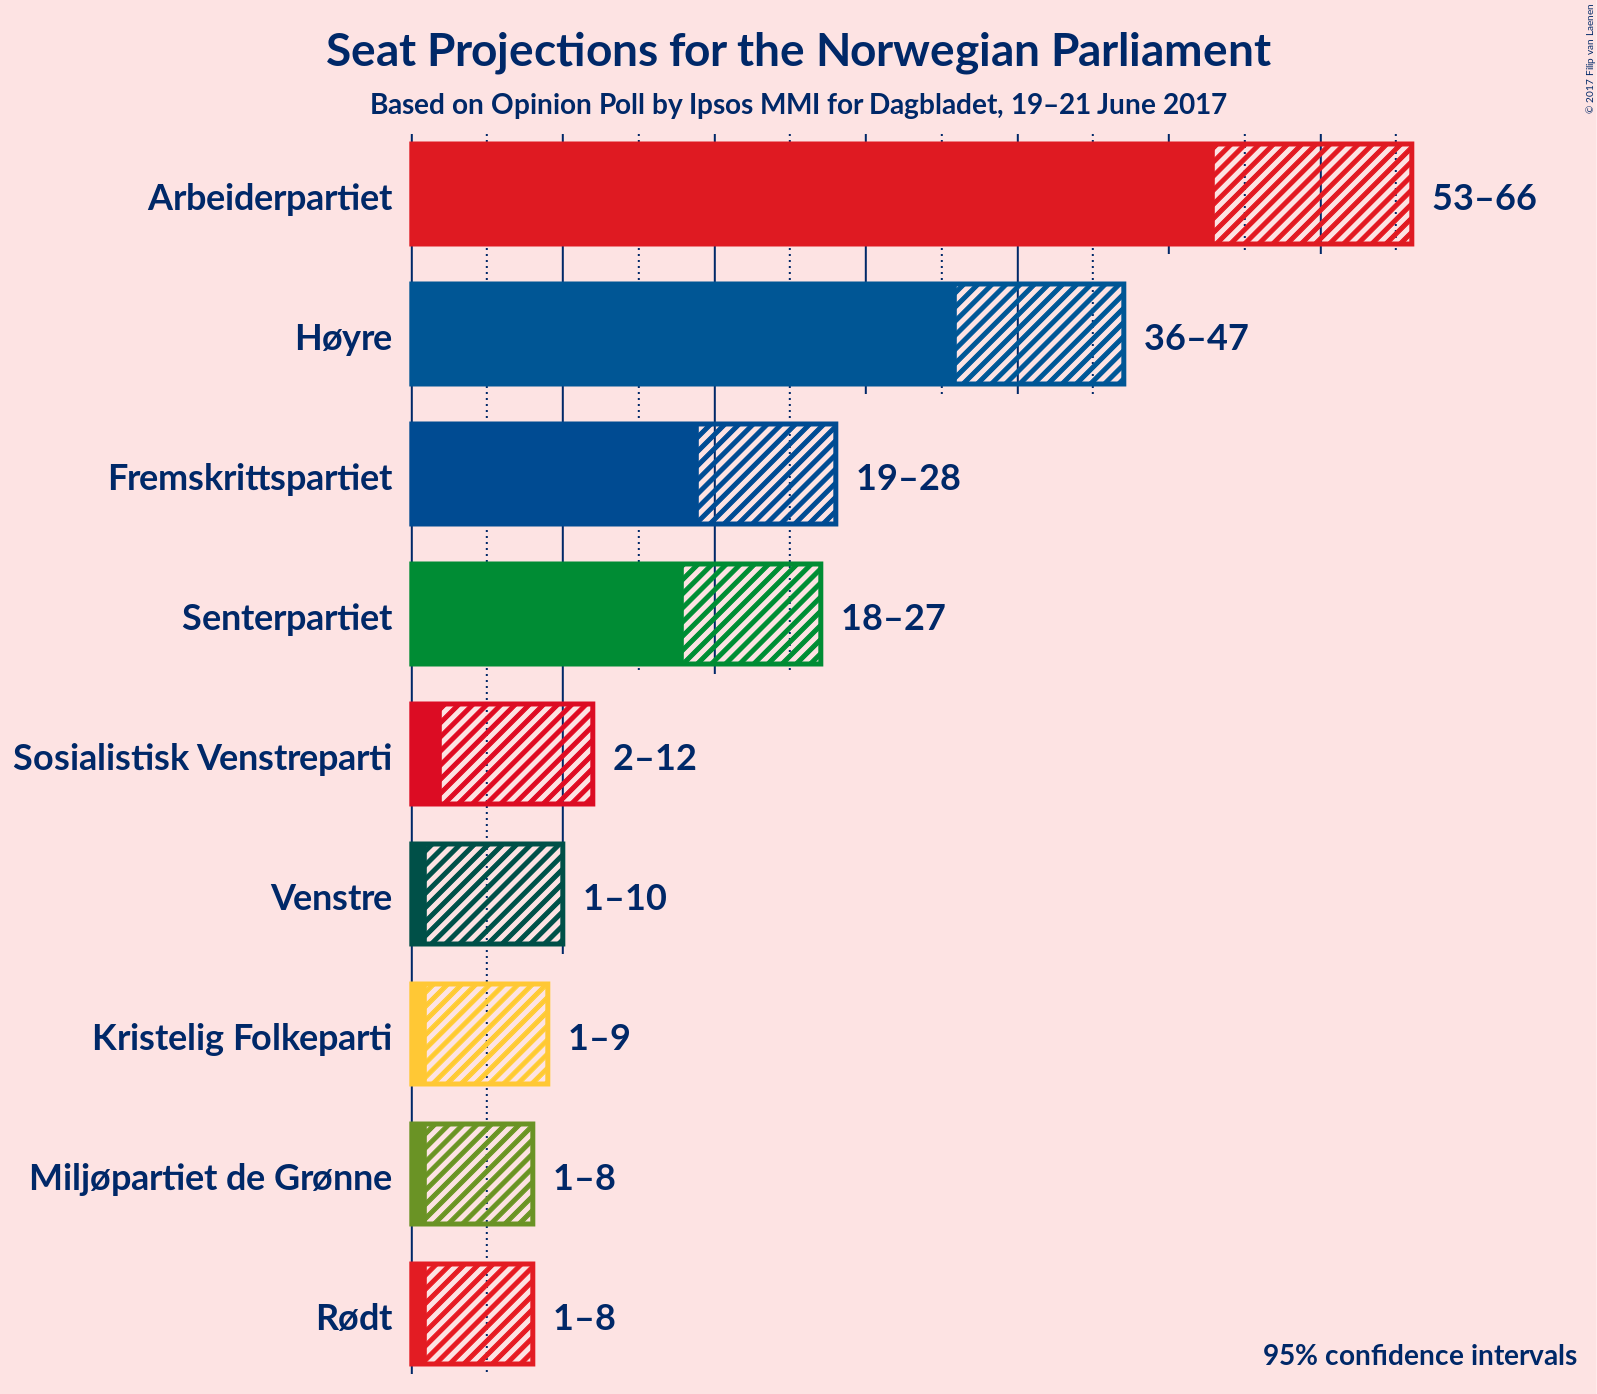 Seat Projections for the Norwegian Parliament
Based on Opinion Poll by Ipsos MMI for Dagbladet, 19–21 June 2017
© 2017 Filip van Laenen
Arbeiderpartiet 53–66
Høyre 36–47
Fremskrittspartiet 19–28
Senterpartiet 18–27
Sosialistisk Venstreparti 2–12
Venstre 1–10
Kristelig Folkeparti 1–9
Miljøpartiet de Grønne 1–8
Rødt 1–8
95% confidence intervals